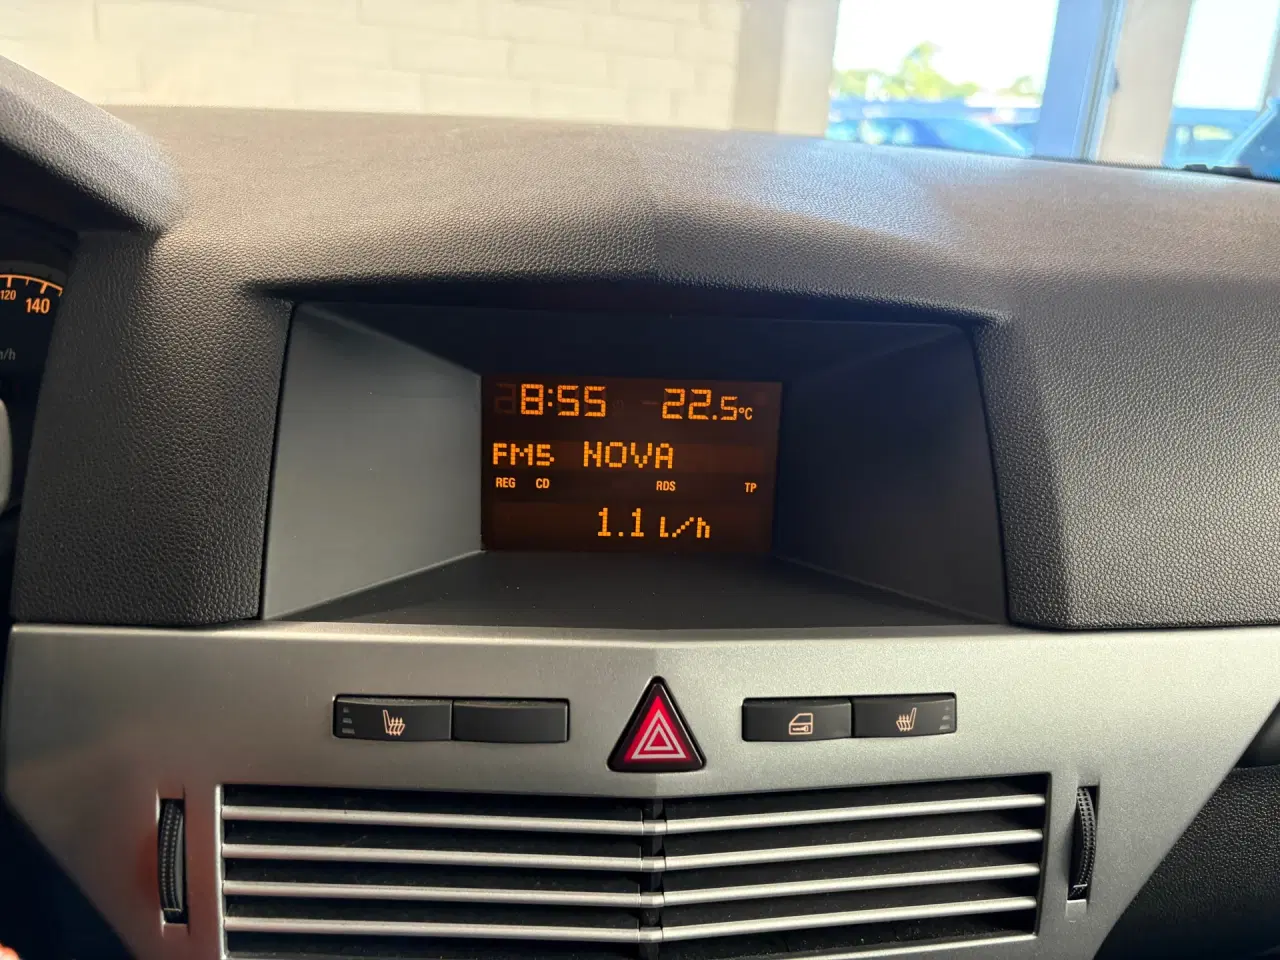 8:55 22.5°C
FM5 NOVA
REG CD RDS TP
1.1 l/h
120 140